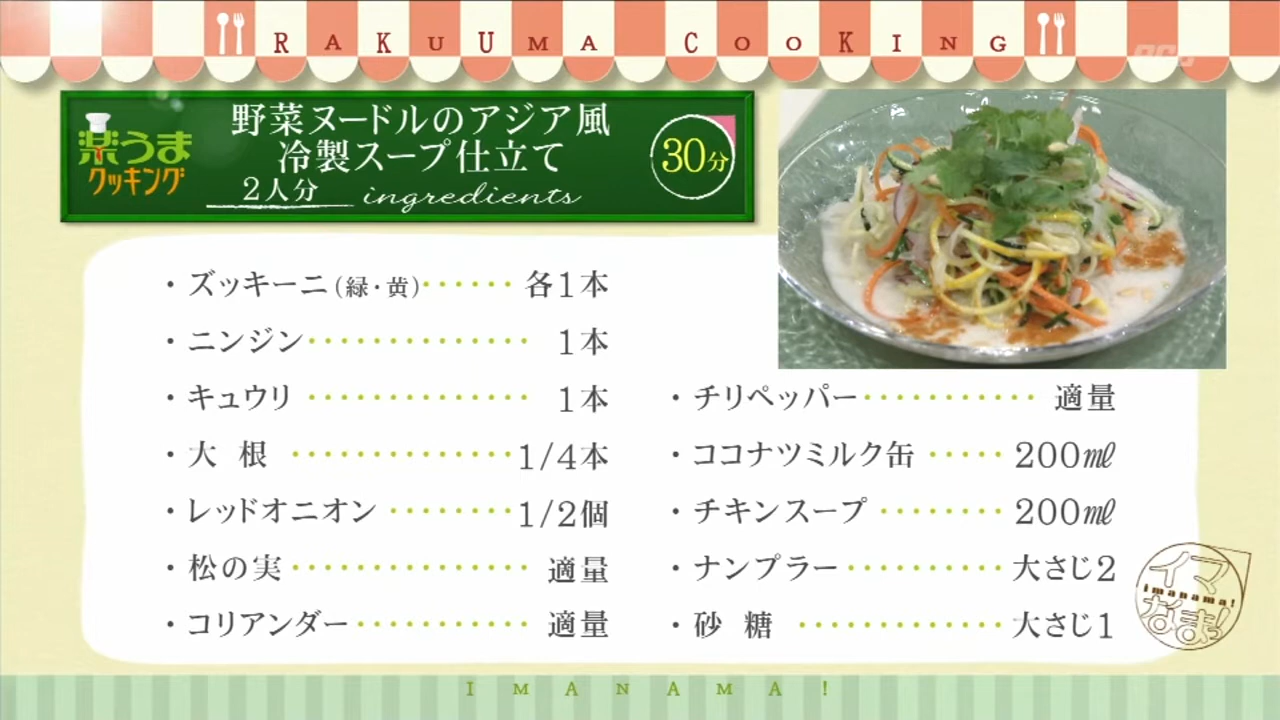 RAKUUMA COOKING
楽うま
クッキング
野菜ヌードルのアジア風
冷製スープ仕立て
2人分 ingredients
30分
・ズッキーニ(緑・黄)・・・・・・各1本
・ニンジン・・・・・・・・・・・・・・1本
・キュウリ・・・・・・・・・・・・・・1本
・大根・・・・・・・・・・・・・・1/4本
・レッドオニオン・・・・・・・・1/2個
・松の実・・・・・・・・・・・・・・適量
・コリアンダー・・・・・・・・・・・適量
・チリペッパー・・・・・・・・・・・適量
・ココナツミルク缶・・・・・200㎖
・チキンスープ・・・・・・・・200㎖
・ナンプラー・・・・・・・・・・大さじ2
・砂糖・・・・・・・・・・・・・大さじ1
イマ
imanama!
なまっ!
IMANAMA!